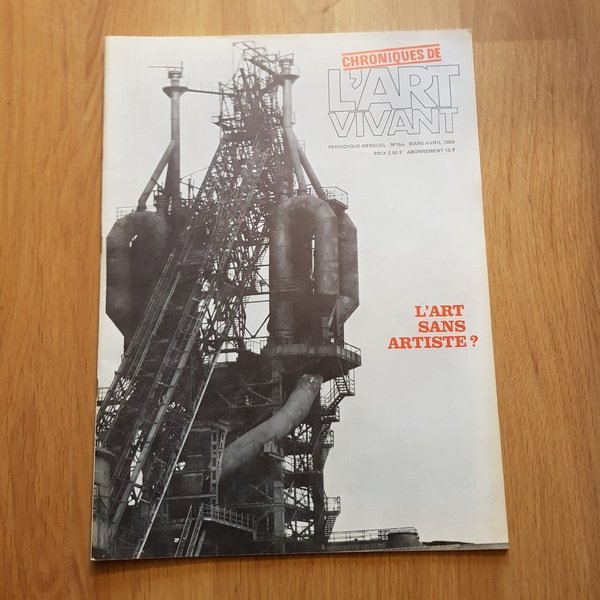 CHRONIQUES DE
L'ART
VIVANT
PERIODIQUE MENSUEL N°1bis MARS-AVRIL 1969
PRIX 2.50 F ABONNEMENT 15 F
L'ART
SANS
ARTISTE?